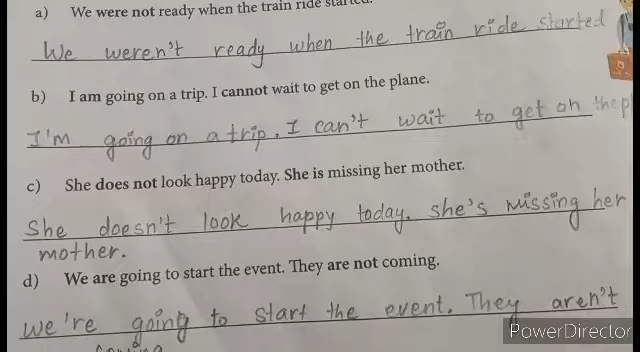 a) We were not ready when the train ride started.
We weren't ready when the train ride started
b) I am going on a trip. I cannot wait to get on the plane.
I'm going on a trip. I can't wait to get on the
c) She does not look happy today. She is missing her mother.
She doesn't look happy today. she's missing her
mother.
d) We are going to start the event. They are not coming.
we're going to start the event. They aren't
PowerDirector